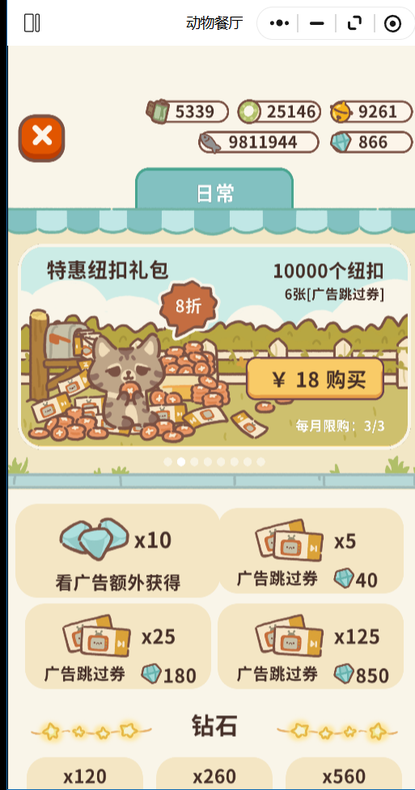 动物餐厅
5339
25146
9261
9811944
866
日常
特惠纽扣礼包
8折
10000个纽扣
6张[广告跳过券]
¥ 18 购买
每月限购：3/3
x10
看广告额外获得
x5
广告跳过券 40
x25
广告跳过券 180
x125
广告跳过券 850
钻石
x120
x260
x560